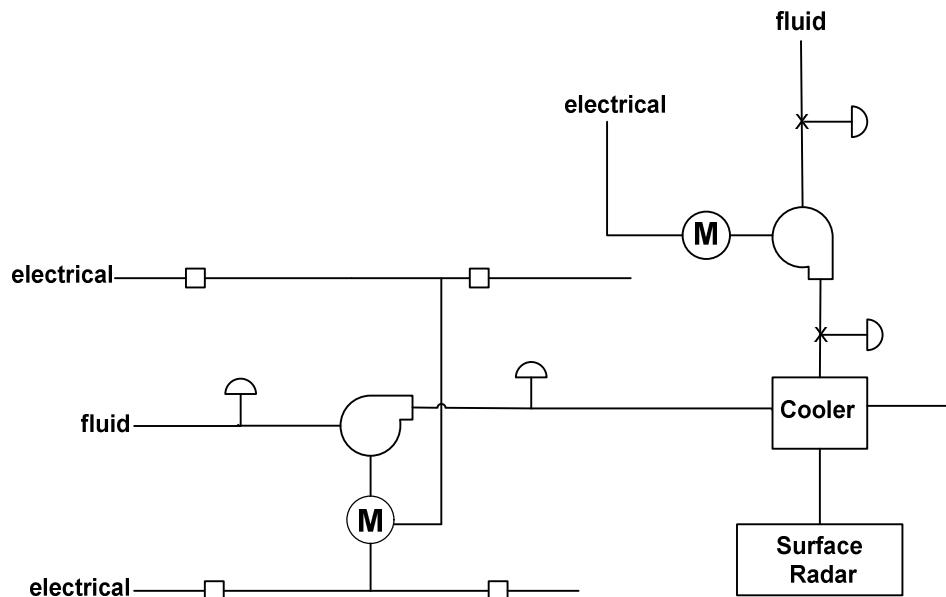 fluid
electrical
M
electrical
fluid
Cooler
M
Surface
Radar
electrical